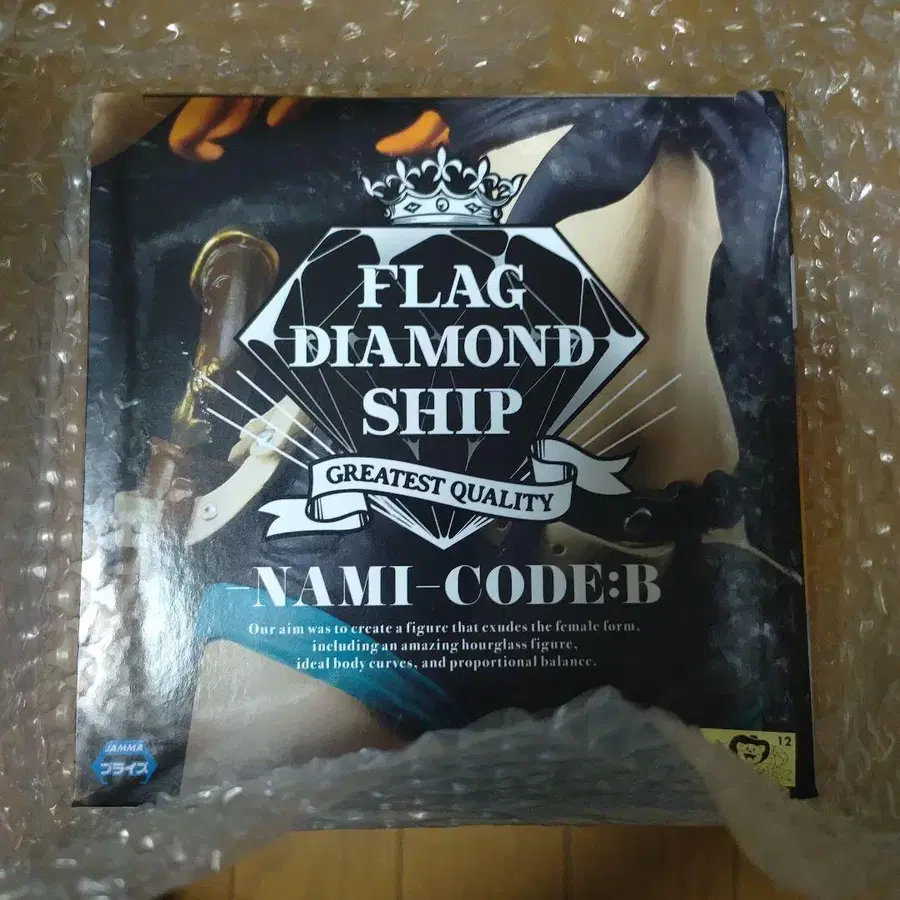 FLAG
DIAMOND
SHIP
GREATEST QUALITY
-NAMI-CODE:B
Our aim was to create a figure that exudes the female form,
including an amazing hourglass figure,
ideal body curves, and proportional balance.
JAMMA
プライズ
12